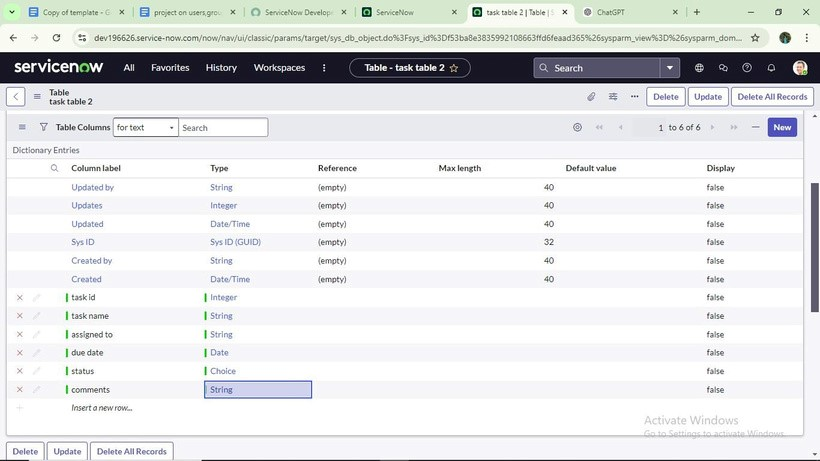 Copy of template - G
project on users,grou
ServiceNow Develop
ServiceNow
task table 2 | Table | S
ChatGPT
dev196626.service-now.com/now/nav/ui/classic/params/target/sys_db_object.do%3Fsys_id%3Df53ba8e3835992108663ffd6feaad365%26sysparm_view%3D%26sysparm_dom...
servicenow All Favorites History Workspaces Table - task table 2 Search
Table
task table 2
Delete Update Delete All Records
Table Columns for text Search 1 to 6 of 6 New
Dictionary Entries
Column label Type Reference Max length Default value Display
Updated by String (empty) 40 false
Updates Integer (empty) 40 false
Updated Date/Time (empty) 40 false
Sys ID Sys ID (GUID) (empty) 32 false
Created by String (empty) 40 false
Created Date/Time (empty) 40 false
task id Integer false
task name String false
assigned to String false
due date Date false
status Choice false
comments String false
Insert a new row...
Activate Windows
Go to Settings to activate Windows.
Delete Update Delete All Records